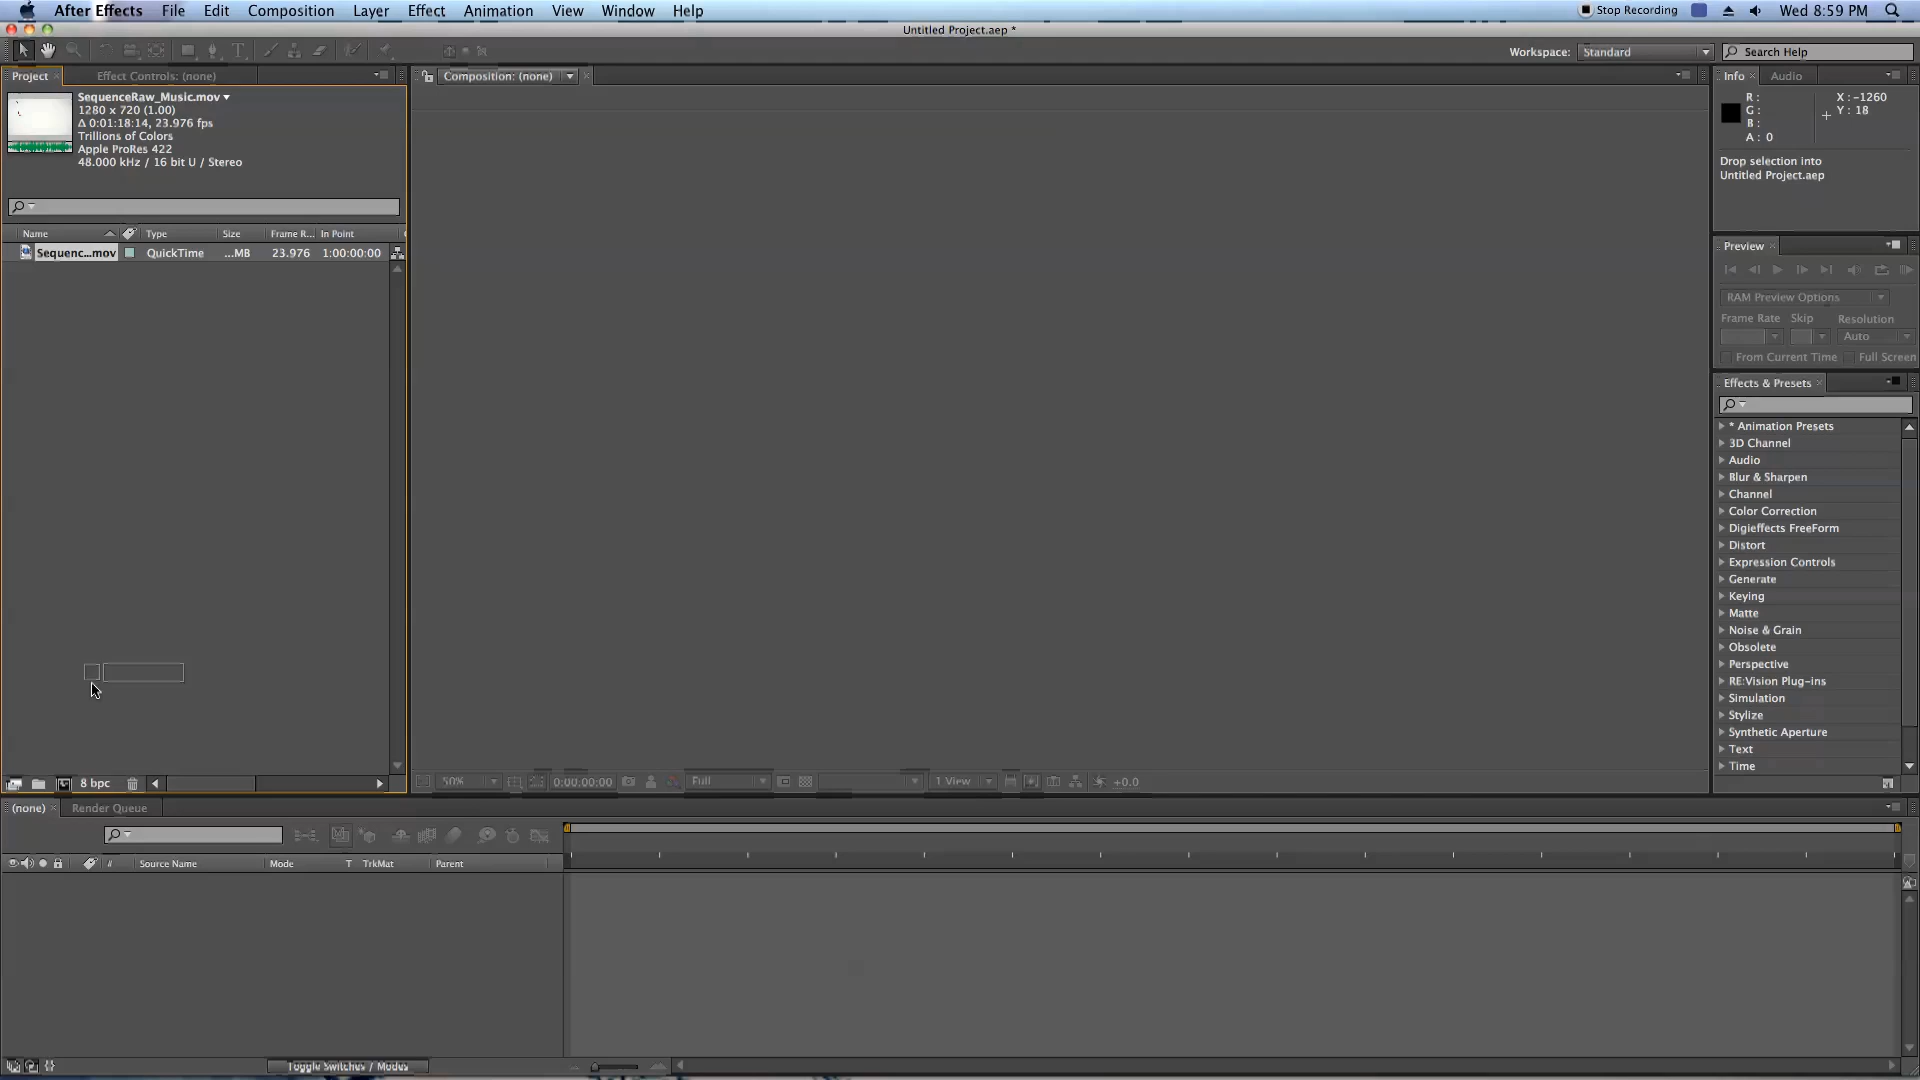 After Effects File Edit Composition Layer Effect Animation View Window Help Stop Recording Wed 8:59 PM
Untitled Project.aep *
Workspace: Standard Search Help
Project Effect Controls: (none) Composition: (none) Info Audio
SequenceRaw_Music.mov
1280 x 720 (1.00)
Δ 0:01:18:14, 23.976 fps
Trillions of Colors
Apple ProRes 422
48.000 kHz / 16 bit U / Stereo
R :
G :
B :
A : 0
X : -1260
Y : 18
Drop selection into
Untitled Project.aep
Name Type Size Frame R... In Point
Sequenc...mov QuickTime ...MB 23.976 1:00:00:00
Preview
RAM Preview Options
Frame Rate Skip Resolution
Auto
From Current Time Full Screen
Effects & Presets
* Animation Presets
3D Channel
Audio
Blur & Sharpen
Channel
Color Correction
Digieffects FreeForm
Distort
Expression Controls
Generate
Keying
Matte
Noise & Grain
Obsolete
Perspective
RE:Vision Plug-ins
Simulation
Stylize
Synthetic Aperture
Text
Time
8 bpc
50% 0:00:00:00 Full 1 View +0.0
(none) Render Queue
# Source Name Mode T TrkMat Parent
Toggle Switches / Modes